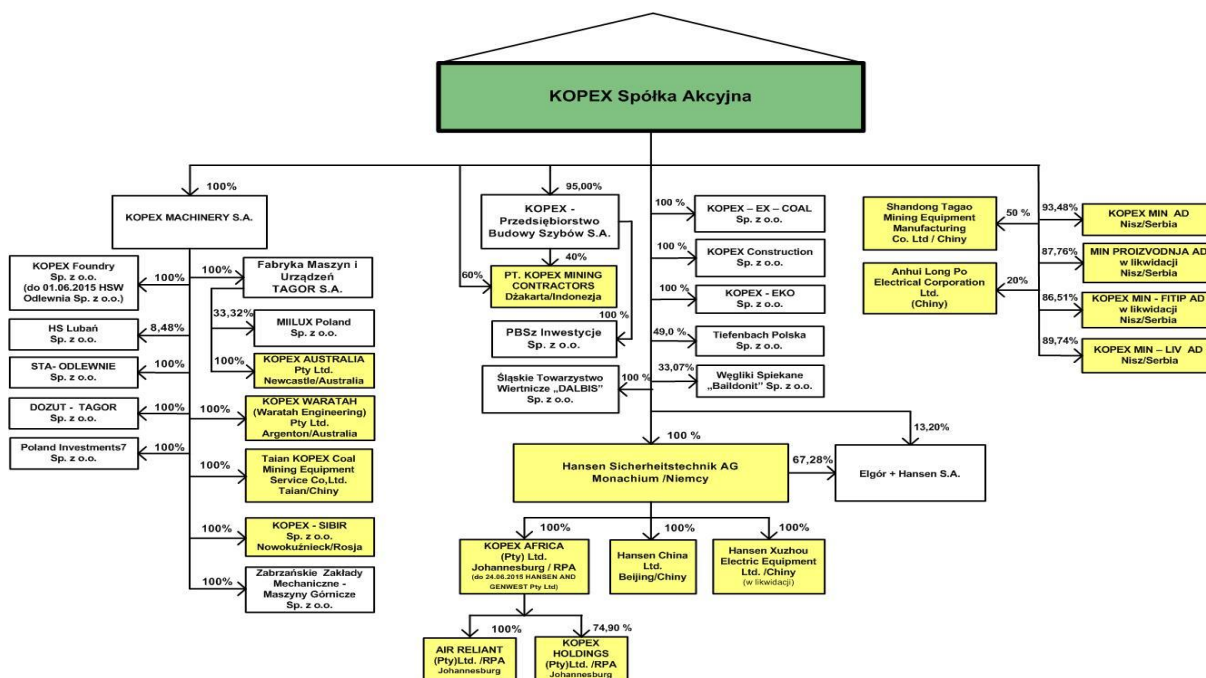 KOPEX Spółka Akcyjna
100%
KOPEX MACHINERY S.A.
KOPEX Foundry
Sp. z o.o.
(do 01.06.2015 HSW
Odlewnia Sp. z o.o.)
100%
HS Lubań
Sp. z o.o.
8,48%
STA- ODLEWNIE
Sp. z o.o.
100%
DOZUT - TAGOR
Sp. z o.o.
100%
Poland Investments7
Sp. z o.o.
100%
100%
Fabryka Maszyn i
Urządzeń
TAGOR S.A.
33,32%
MIILUX Poland
Sp. z o.o.
100%
KOPEX AUSTRALIA
Pty Ltd.
Newcastle/Australia
100%
KOPEX WARATAH
(Waratah Engineering)
Pty Ltd.
Argenton/Australia
100%
Taian KOPEX Coal
Mining Equipment
Service Co,Ltd.
Taian/Chiny
100%
KOPEX - SIBIR
Sp. z o.o.
Nowokuźnieck/Rosja
100%
Zabrzańskie Zakłady
Mechaniczne -
Maszyny Górnicze
Sp. z o.o.
95,00%
KOPEX -
Przedsiębiorstwo
Budowy Szybów S.A.
40%
60%
PT. KOPEX MINING
CONTRACTORS
Dżakarta/Indonezja
100 %
PBSz Inwestycje
Sp. z o.o.
Śląskie Towarzystwo
Wiertnicze „DALBIS”
Sp. z o.o.
100 %
100 %
KOPEX – EX – COAL
Sp. z o.o.
100 %
KOPEX Construction
Sp. z o.o.
100 %
KOPEX - EKO
Sp. z o.o.
49,0 %
Tiefenbach Polska
Sp. z o.o.
33,07%
Węgliki Spiekane
„Baildonit” Sp. z o.o.
100 %
Hansen Sicherheitstechnik AG
Monachium /Niemcy
67,28%
13,20%
Elgór + Hansen S.A.
100%
KOPEX AFRICA
(Pty) Ltd.
Johannesburg / RPA
(do 24.06.2015 HANSEN AND
GENWEST Pty Ltd)
100%
Hansen China
Ltd.
Beijing/Chiny
100%
Hansen Xuzhou
Electric Equipment
Ltd. /Chiny
(w likwidacji)
100%
AIR RELIANT
(Pty)Ltd. /RPA
Johannesburg
74,90%
KOPEX
HOLDINGS
(Pty)Ltd. /RPA
Johannesburg
Shandong Tagao
Mining Equipment
Manufacturing
Co. Ltd / Chiny
50 %
Anhui Long Po
Electrical Corporation
Ltd.
(Chiny)
20%
93,48%
KOPEX MIN AD
Nisz/Serbia
87,76%
MIN PROIZVODNJA AD
w likwidacji
Nisz/Serbia
86,51%
KOPEX MIN - FITIP AD
w likwidacji
Nisz/Serbia
89,74%
KOPEX MIN – LIV AD
Nisz/Serbia